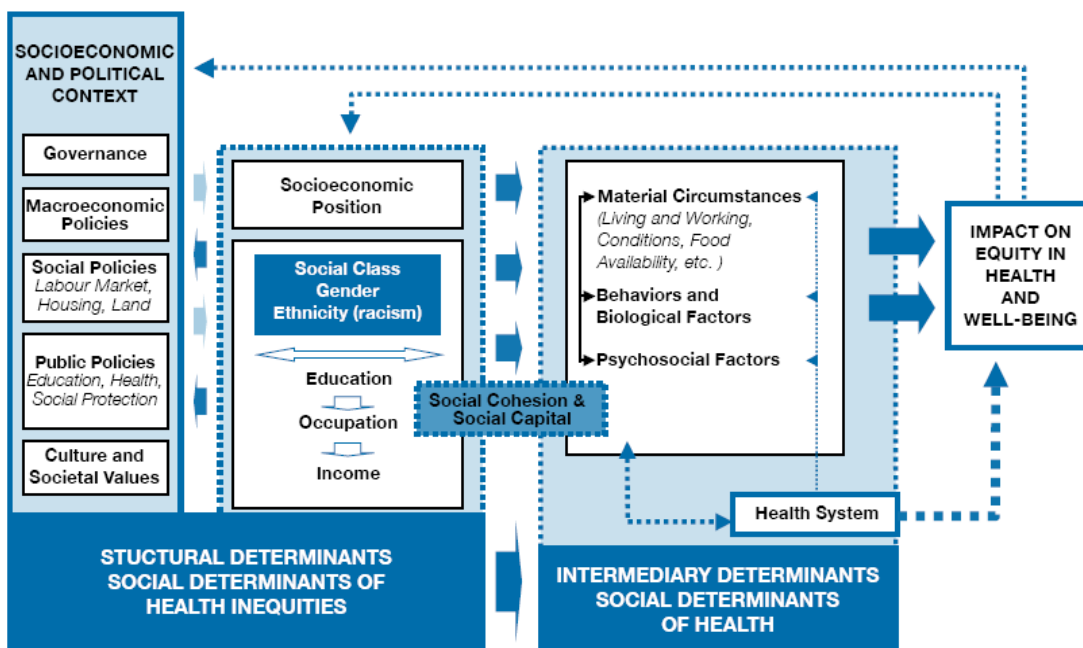 SOCIOECONOMIC
AND POLITICAL
CONTEXT
Governance
Macroeconomic
Policies
Social Policies
Labour Market,
Housing, Land
Public Policies
Education, Health,
Social Protection
Culture and
Societal Values
Socioeconomic
Position
Social Class
Gender
Ethnicity (racism)
Education
Occupation
Income
Social Cohesion &
Social Capital
Material Circumstances
(Living and Working,
Conditions, Food
Availability, etc. )
Behaviors and
Biological Factors
Psychosocial Factors
Health System
IMPACT ON
EQUITY IN
HEALTH
AND
WELL-BEING
STUCTURAL DETERMINANTS
SOCIAL DETERMINANTS OF
HEALTH INEQUITIES
INTERMEDIARY DETERMINANTS
SOCIAL DETERMINANTS
OF HEALTH